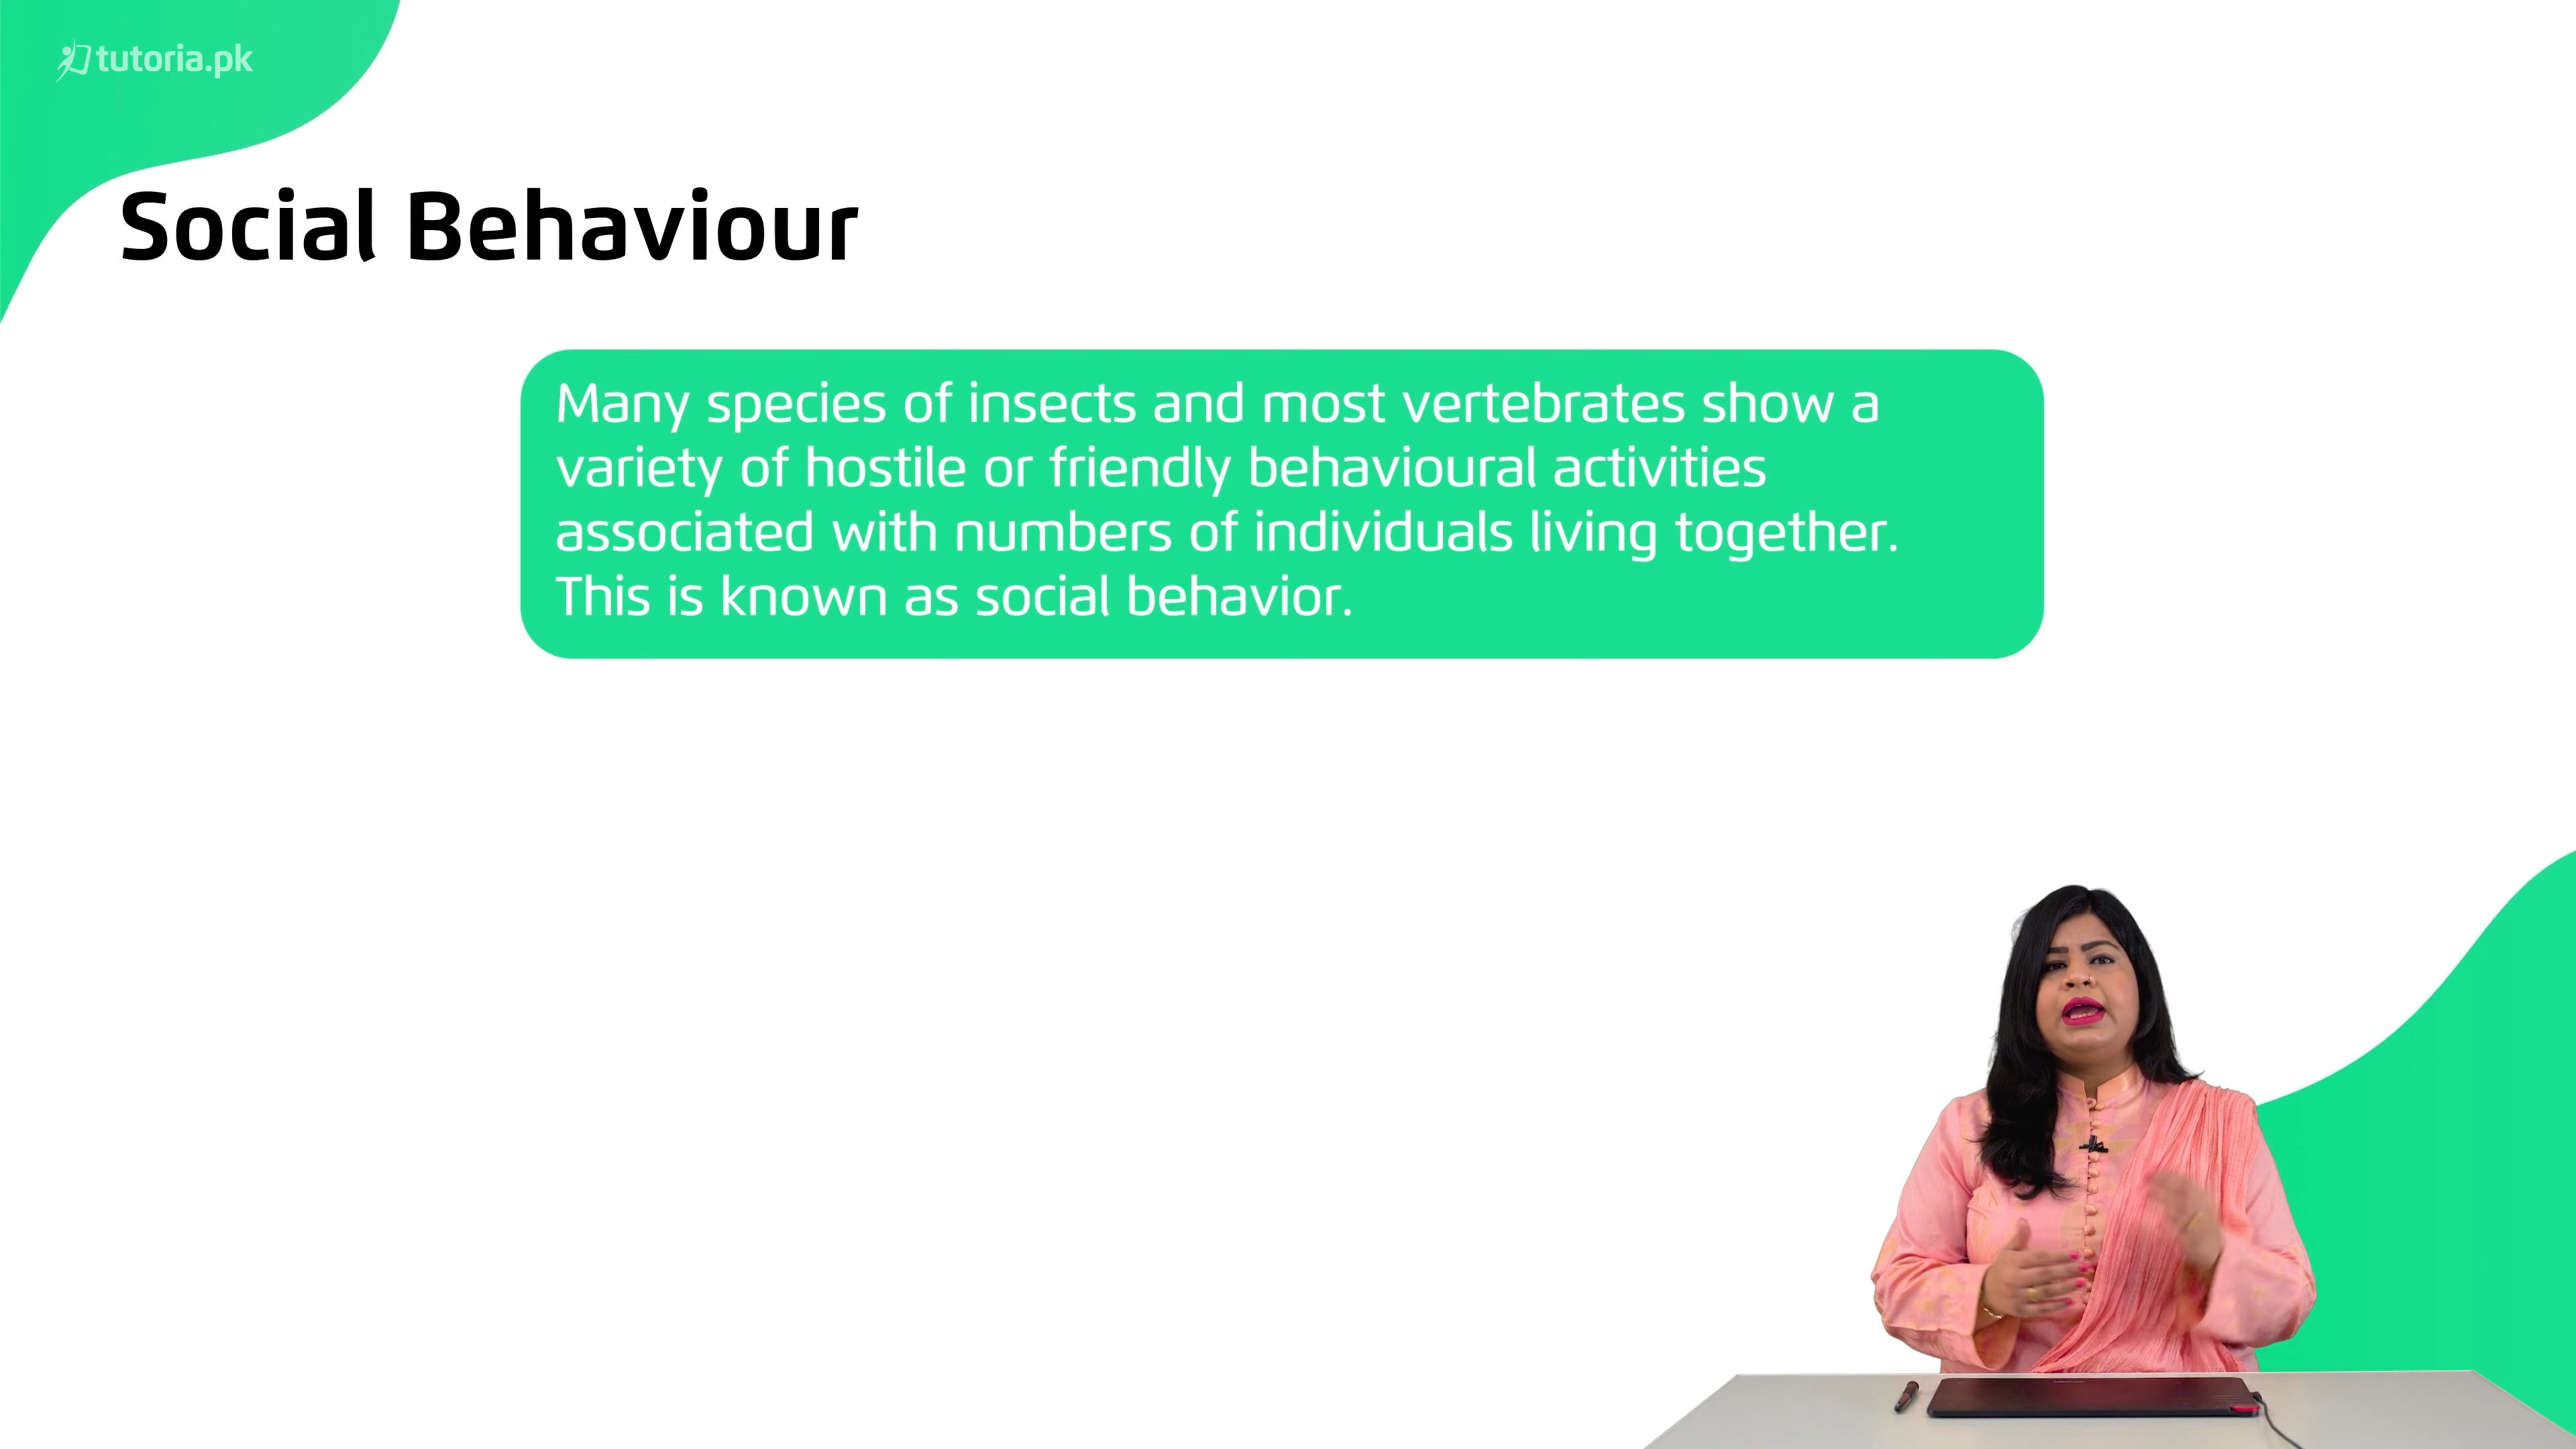 tutoria.pk
Social Behaviour
Many species of insects and most vertebrates show a
variety of hostile or friendly behavioural activities
associated with numbers of individuals living together.
This is known as social behavior.